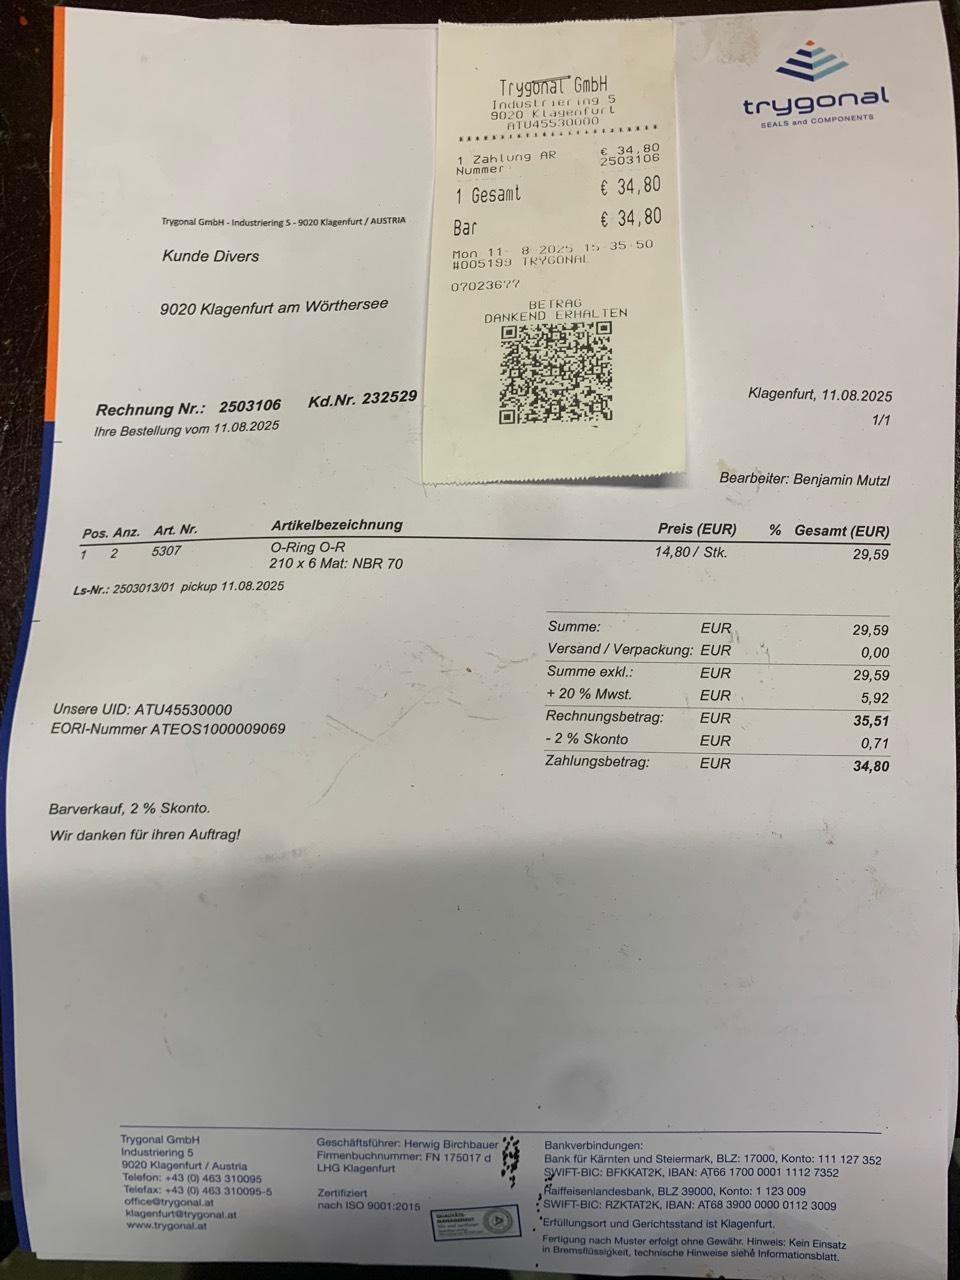 trygonal
SEALS and COMPONENTS
Trygonal GmbH
Industriering 5
9020 Klagenfurt
ATU45530000
1 Zahlung AR € 34,80
Nummer 2503106
1 Gesamt € 34,80
Bar € 34,80
Mon 11- 8-2025 15-35-50
#005199 TRYGONAL
07023677
BETRAG
DANKEND ERHALTEN
Trygonal GmbH - Industriering 5 - 9020 Klagenfurt / AUSTRIA
Kunde Divers
9020 Klagenfurt am Wörthersee
Rechnung Nr.: 2503106 Kd.Nr. 232529
Ihre Bestellung vom 11.08.2025
Klagenfurt, 11.08.2025
1/1
Bearbeiter: Benjamin Mutzl
Pos. Anz. Art. Nr. Artikelbezeichnung Preis (EUR) % Gesamt (EUR)
1 2 5307 O-Ring O-R 14,80 / Stk. 29,59
210 x 6 Mat: NBR 70
Ls-Nr.: 2503013/01 pickup 11.08.2025
Summe: EUR 29,59
Versand / Verpackung: EUR 0,00
Summe exkl.: EUR 29,59
+ 20 % Mwst. EUR 5,92
Rechnungsbetrag: EUR 35,51
- 2 % Skonto EUR 0,71
Zahlungsbetrag: EUR 34,80
Unsere UID: ATU45530000
EORI-Nummer ATEOS1000009069
Barverkauf, 2 % Skonto.
Wir danken für ihren Auftrag!
Trygonal GmbH
Industriering 5
9020 Klagenfurt / Austria
Telefon: +43 (0) 463 310095
Telefax: +43 (0) 463 310095-5
office@trygonal.at
klagenfurt@trygonal.at
www.trygonal.at
Geschäftsführer: Herwig Birchbauer
Firmenbuchnummer: FN 175017 d
LHG Klagenfurt
Zertifiziert
nach ISO 9001:2015
QUALITÄTS-
MANAGEMENT
Bankverbindungen:
Bank für Kärnten und Steiermark, BLZ: 17000, Konto: 111 127 352
SWIFT-BIC: BFKKAT2K, IBAN: AT66 1700 0001 1112 7352
Raiffeisenlandesbank, BLZ 39000, Konto: 1 123 009
SWIFT-BIC: RZKTAT2K, IBAN: AT68 3900 0000 0112 3009
Erfüllungsort und Gerichtsstand ist Klagenfurt.
Fertigung nach Muster erfolgt ohne Gewähr. Hinweis: Kein Einsatz
in Bremsflüssigkeit, technische Hinweise siehe Informationsblatt.